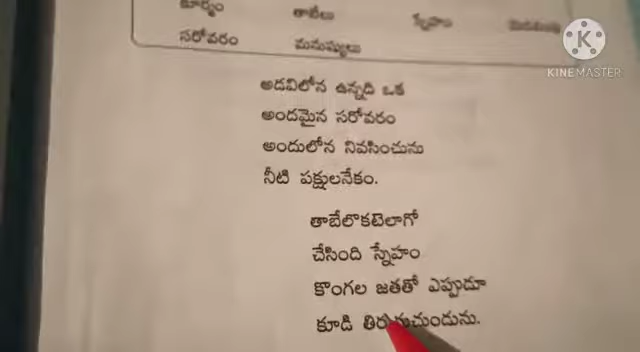 కూర్మం తాబేలు స్నేహం
సరోవరం మనుష్యులు
KINEMASTER
అడవిలోన ఉన్నది ఒక
అందమైన సరోవరం
అందులోన నివసించును
నీటి పక్షులనేకం.
తాబేలొకటెలాగో
చేసింది స్నేహం
కొంగల జతతో ఎప్పుడూ
కూడి తిరుగుచుండును.